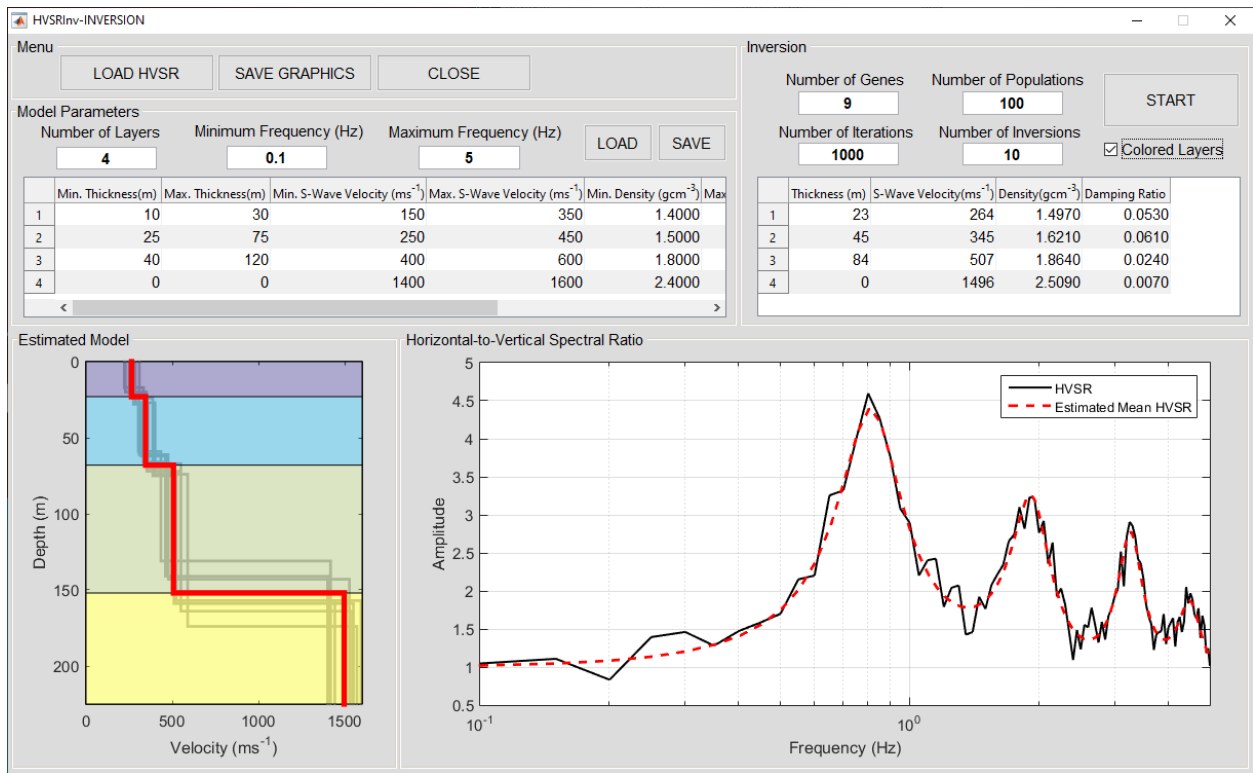 HVSRInv-INVERSION
Menu
LOAD HVSR SAVE GRAPHICS CLOSE
Model Parameters
Number of Layers Minimum Frequency (Hz) Maximum Frequency (Hz)
4 0.1 5 LOAD SAVE
Min. Thickness(m) Max. Thickness(m) Min. S-Wave Velocity (ms⁻¹) Max. S-Wave Velocity (ms⁻¹) Min. Density (gcm⁻³) Max
1 10 30 150 350 1.4000
2 25 75 250 450 1.5000
3 40 120 400 600 1.8000
4 0 0 1400 1600 2.4000
Inversion
Number of Genes Number of Populations
9 100 START
Number of Iterations Number of Inversions
1000 10 Colored Layers
Thickness (m) S-Wave Velocity(ms⁻¹) Density(gcm⁻³) Damping Ratio
1 23 264 1.4970 0.0530
2 45 345 1.6210 0.0610
3 84 507 1.8640 0.0240
4 0 1496 2.5090 0.0070
Estimated Model
0
50
100
150
200
Depth (m)
0 500 1000 1500
Velocity (ms⁻¹)
Horizontal-to-Vertical Spectral Ratio
5
4.5
4
3.5
3
2.5
2
1.5
1
0.5
Amplitude
HVSR
Estimated Mean HVSR
10⁻¹ 10⁰
Frequency (Hz)